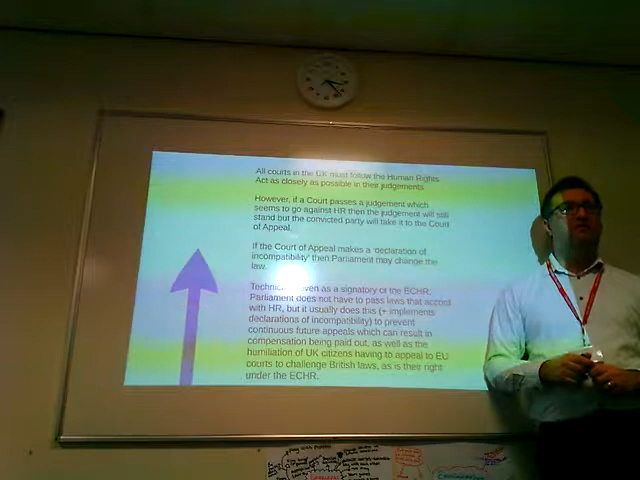 All courts in the UK must follow the Human Rights
Act as closely as possible in their judgements
However, if a Court passes a judgement which
seems to go against HR then the judgement will still
stand but the convicted party will take it to the Court
of Appeal.
If the Court of Appeal makes a 'declaration of
incompatibility' then Parliament may change the
law.
even as a signatory of the ECHR,
Parliament does not have to pass laws that accord
with HR, but it usually does this (+ implements
declarations of incompatibility) to prevent
continuous future appeals which can result in
compensation being paid out, as well as the
humiliation of UK citizens having to appeal to EU
courts to challenge British laws, as is their right
under the ECHR.